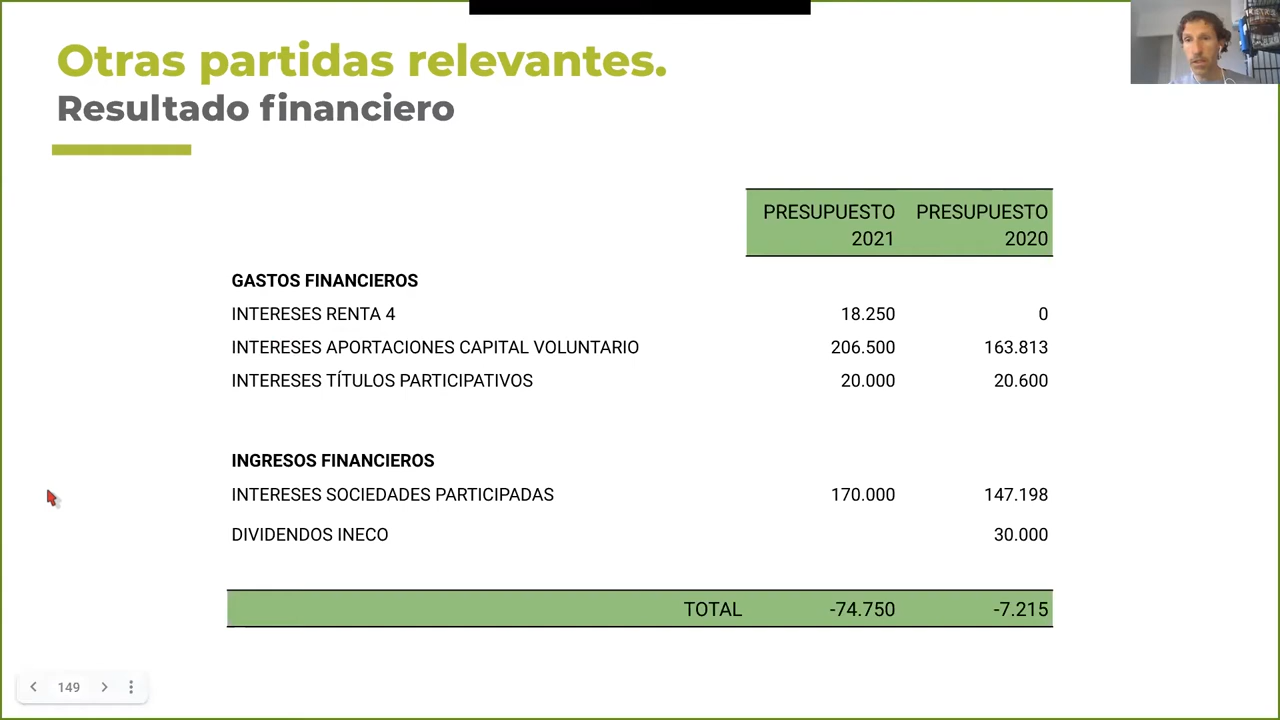 Otras partidas relevantes.
Resultado financiero
PRESUPUESTO 2021 PRESUPUESTO 2020
GASTOS FINANCIEROS
INTERESES RENTA 4 18.250 0
INTERESES APORTACIONES CAPITAL VOLUNTARIO 206.500 163.813
INTERESES TÍTULOS PARTICIPATIVOS 20.000 20.600
INGRESOS FINANCIEROS
INTERESES SOCIEDADES PARTICIPADAS 170.000 147.198
DIVIDENDOS INECO 30.000
TOTAL -74.750 -7.215
149